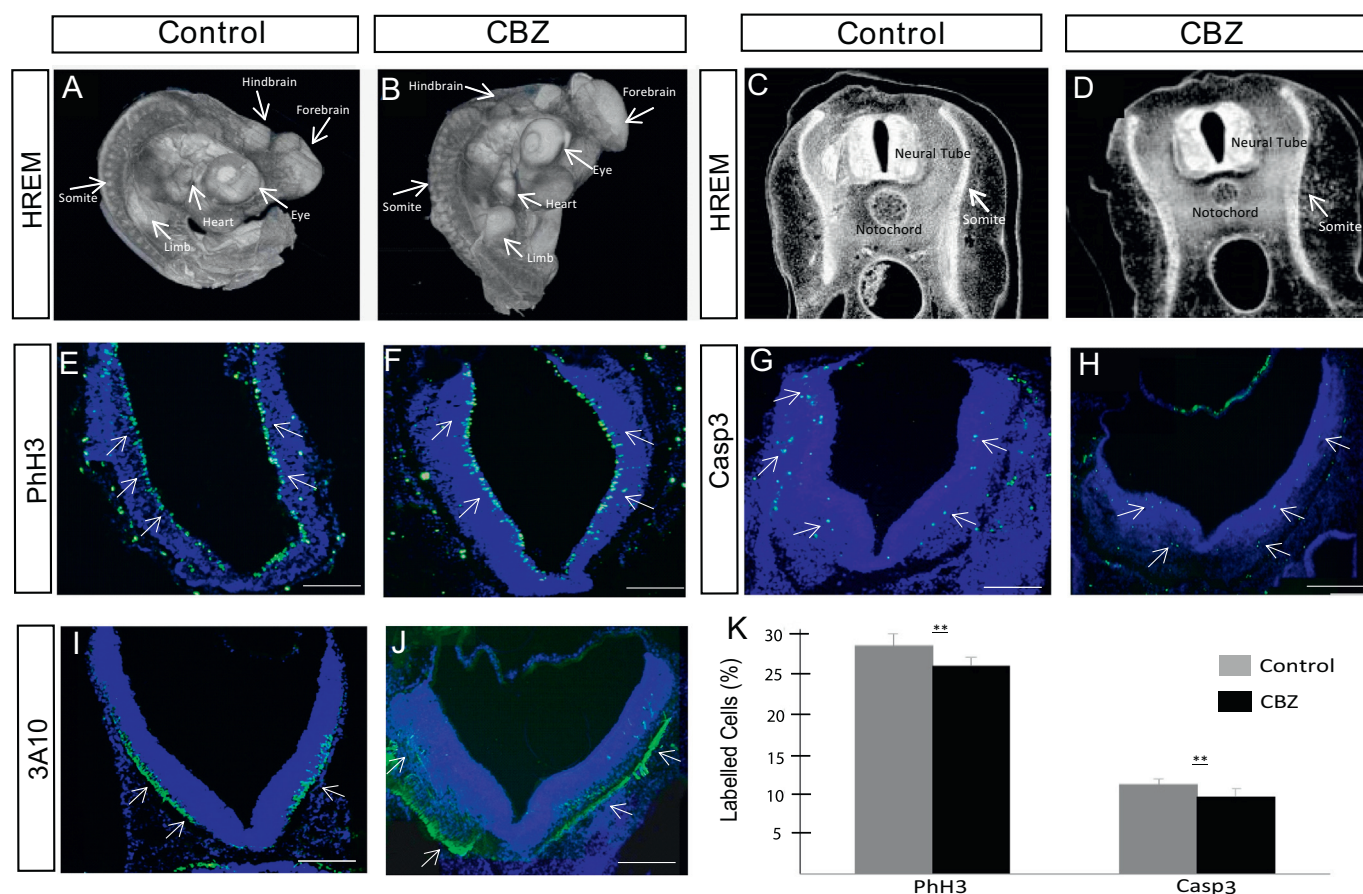 Control
CBZ
Control
CBZ
HREM
A
Hindbrain
Forebrain
Somite
Heart
Eye
Limb
B
Hindbrain
Forebrain
Eye
Somite
Heart
Limb
HREM
C
Neural Tube
Somite
Notochord
D
Neural Tube
Notochord
Somite
PhH3
E
F
Casp3
G
H
3A10
I
J
K
Labelled Cells (%)
30
25
20
15
10
5
**
**
Control
CBZ
PhH3
Casp3